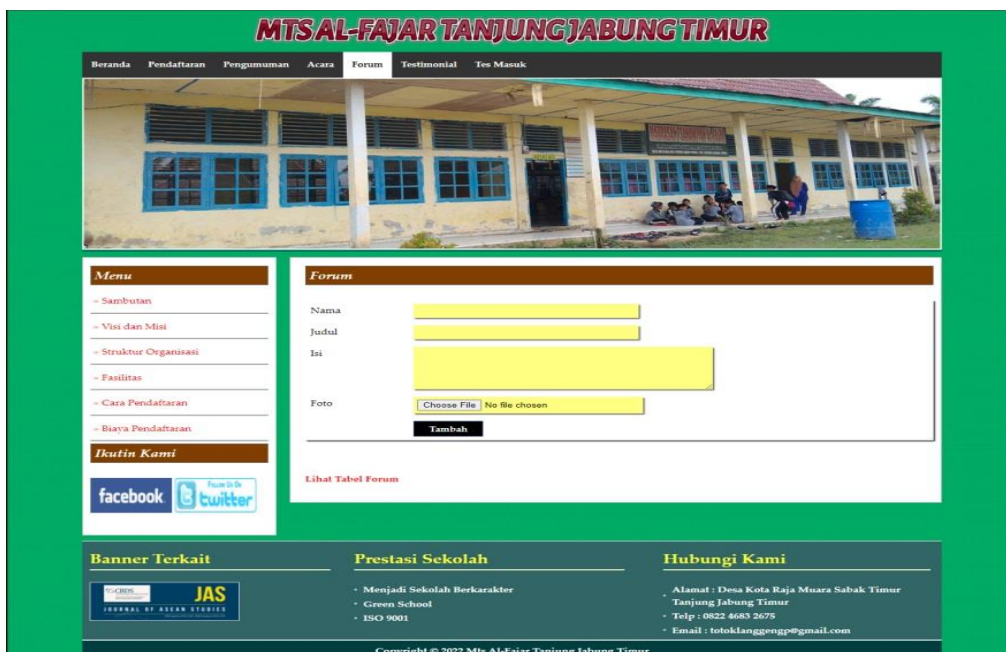 MTS AL-FAJAR TANJUNG JABUNG TIMUR
Beranda Pendaftaran Pengumuman Acara Forum Testimonial Tes Masuk
Menu
- Sambutan
- Visi dan Misi
- Struktur Organisasi
- Fasilitas
- Cara Pendaftaran
- Biaya Pendaftaran
Ikutin Kami
facebook
Follow Us On
twitter
Forum
Nama
Judul
Isi
Foto
Choose File No file chosen
Tambah
Lihat Tabel Forum
Banner Terkait
JAS
JOURNAL OF ASEAN STUDIES
Prestasi Sekolah
Menjadi Sekolah Berkarakter
Green School
ISO 9001
Hubungi Kami
Alamat : Desa Kota Raja Muara Sabak Timur
Tanjung Jabung Timur
Telp : 0822 4683 2675
Email : totoklanggengp@gmail.com
Copyright © 2022 Mts Al-Fajar Tanjung Jabung Timur